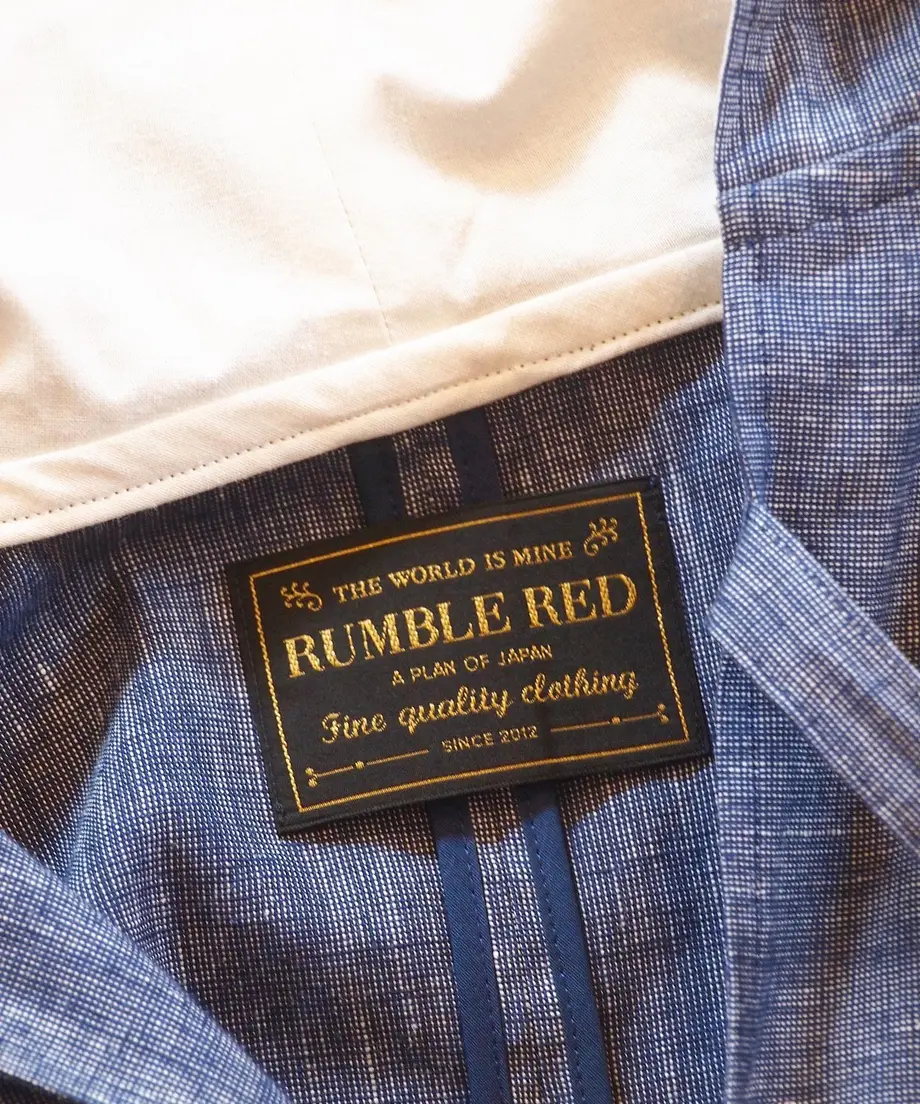 THE WORLD IS MINE
RUMBLE RED
A PLAN OF JAPAN
Fine quality clothing
SINCE 2012